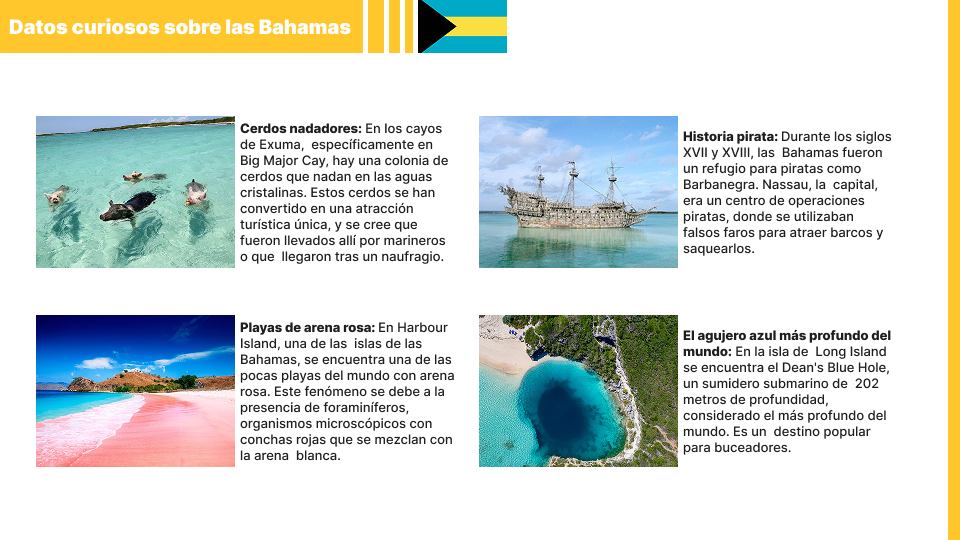 Datos curiosos sobre las Bahamas
Cerdos nadadores: En los cayos
de Exuma,  específicamente en
Big Major Cay, hay una colonia de
cerdos que nadan en las aguas
cristalinas. Estos cerdos se han
convertido en una atracción
turística única, y se cree que
fueron llevados allí por marineros
o que  llegaron tras un naufragio.
Historia pirata: Durante los siglos
XVII y XVIII, las  Bahamas fueron
un refugio para piratas como
Barbanegra. Nassau, la  capital,
era un centro de operaciones
piratas, donde se utilizaban
falsos faros para atraer barcos y
saquearlos.
Playas de arena rosa: En Harbour
Island, una de las  islas de las
Bahamas, se encuentra una de las
pocas playas del mundo con arena
rosa. Este fenómeno se debe a la
presencia de foraminíferos,
organismos microscópicos con
conchas rojas que se mezclan con
la arena  blanca.
El agujero azul más profundo del
mundo: En la isla de  Long Island
se encuentra el Dean's Blue Hole,
un sumidero submarino de  202
metros de profundidad,
considerado el más profundo del
mundo. Es un  destino popular
para buceadores.